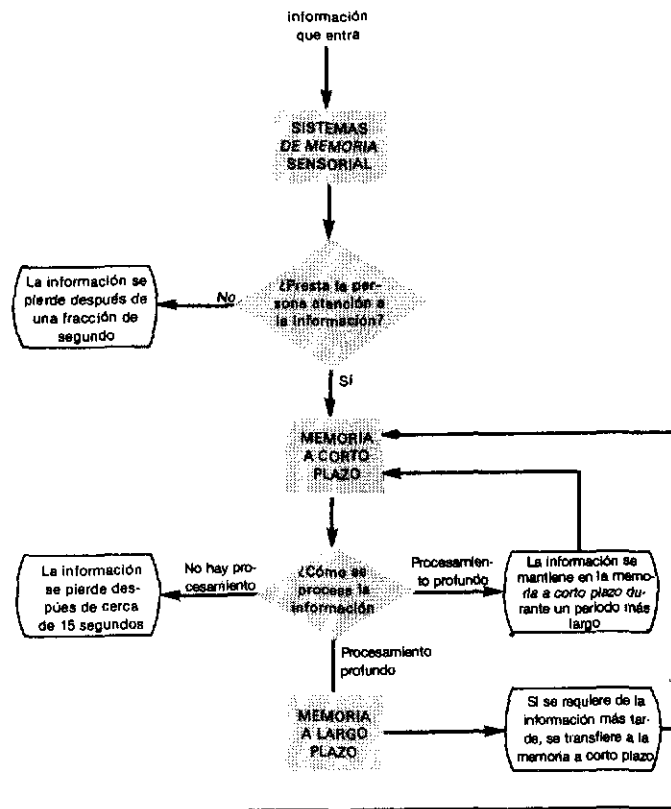 información
que entra
SISTEMAS
DE MEMORIA
SENSORIAL
¿Presta la per-
sona atención a
la información?
No
La información se
pierde después de
una fracción de
segundo
Sí
MEMORIA
A CORTO
PLAZO
¿Cómo se
procesa la
información
No hay pro-
cesamiento
La información
se pierde des-
púes de cerca
de 15 segundos
Procesamien-
to profundo
La información se
mantiene en la memo-
ria a corto plazo du-
rante un periodo más
largo
Procesamiento
profundo
MEMORIA
A LARGO
PLAZO
Si se requiere de la
información más tar-
de, se transfiere a la
memoria a corto plazo